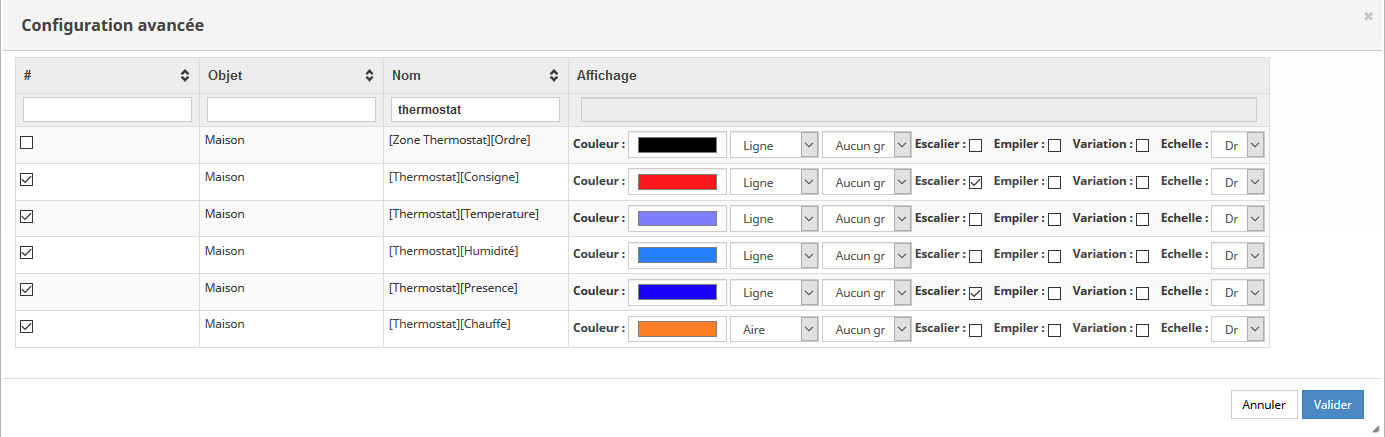 Configuration avancée
×
# Objet Nom Affichage
thermostat
Maison [Zone Thermostat][Ordre] Couleur : Ligne Aucun gr Escalier : Empiler : Variation : Echelle : Dr
Maison [Thermostat][Consigne] Couleur : Ligne Aucun gr Escalier : Empiler : Variation : Echelle : Dr
Maison [Thermostat][Temperature] Couleur : Ligne Aucun gr Escalier : Empiler : Variation : Echelle : Dr
Maison [Thermostat][Humidité] Couleur : Ligne Aucun gr Escalier : Empiler : Variation : Echelle : Dr
Maison [Thermostat][Presence] Couleur : Ligne Aucun gr Escalier : Empiler : Variation : Echelle : Dr
Maison [Thermostat][Chauffe] Couleur : Aire Aucun gr Escalier : Empiler : Variation : Echelle : Dr
Annuler Valider